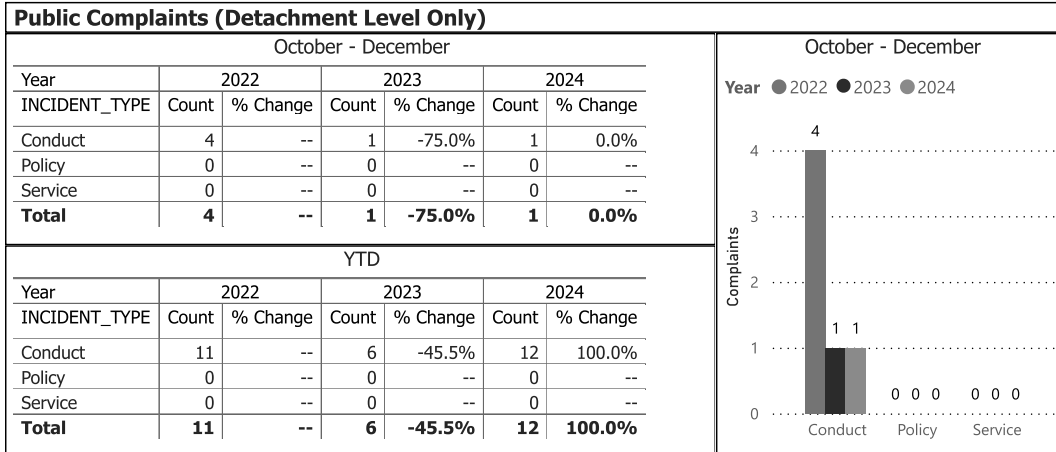 Public Complaints (Detachment Level Only)
October - December
Year 2022 2023 2024
INCIDENT_TYPE Count % Change Count % Change Count % Change
Conduct 4 -- 1 -75.0% 1 0.0%
Policy 0 -- 0 -- 0 --
Service 0 -- 0 -- 0 --
Total 4 -- 1 -75.0% 1 0.0%
YTD
Year 2022 2023 2024
INCIDENT_TYPE Count % Change Count % Change Count % Change
Conduct 11 -- 6 -45.5% 12 100.0%
Policy 0 -- 0 -- 0 --
Service 0 -- 0 -- 0 --
Total 11 -- 6 -45.5% 12 100.0%
October - December
Year 2022 2023 2024
Complaints
4
4
3
2
1 1
1
0 0 0 0 0 0
0
Conduct Policy Service